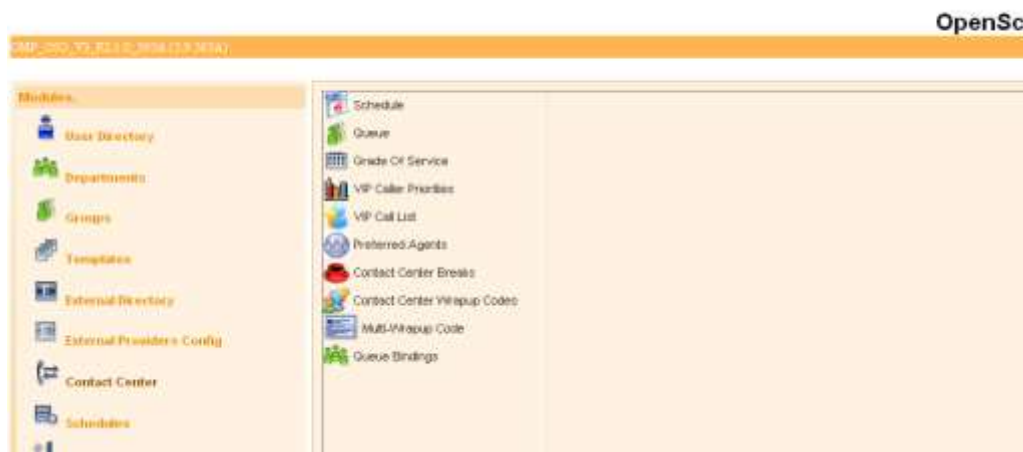 OpenSc
Modules.
User Directory
Departments
Groups
Templates
External Directory
External Providers Config
Contact Center
Schedules
Schedule
Queue
Grade Of Service
VIP Caller Priorities
VIP Call List
Preferred Agents
Contact Center Breaks
Contact Center Wrapup Codes
Multi-Wrapup Code
Queue Bindings